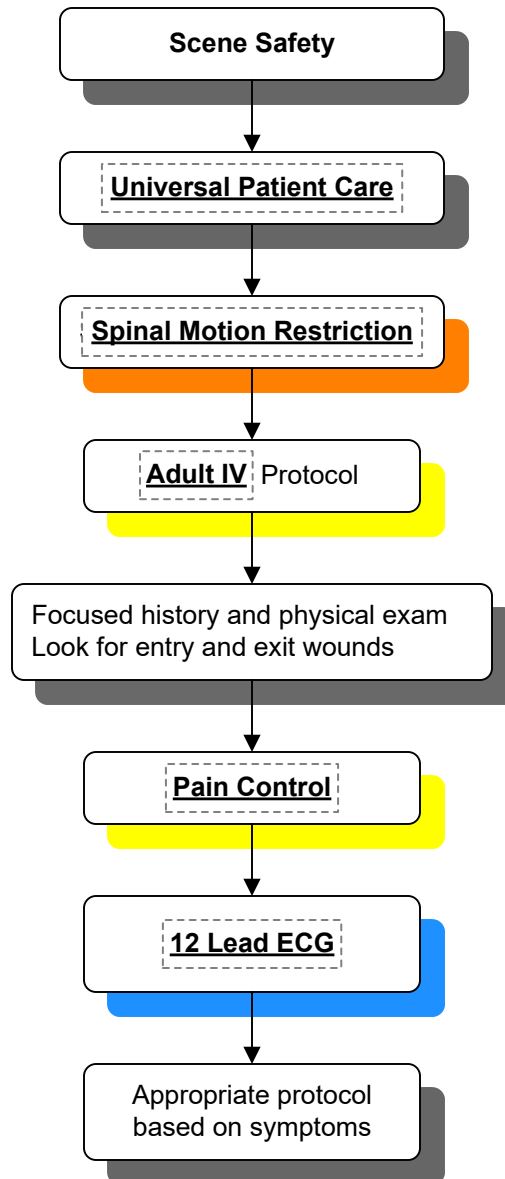 Scene Safety
Universal Patient Care
Spinal Motion Restriction
Adult IV Protocol
Focused history and physical exam
Look for entry and exit wounds
Pain Control
12 Lead ECG
Appropriate protocol
based on symptoms